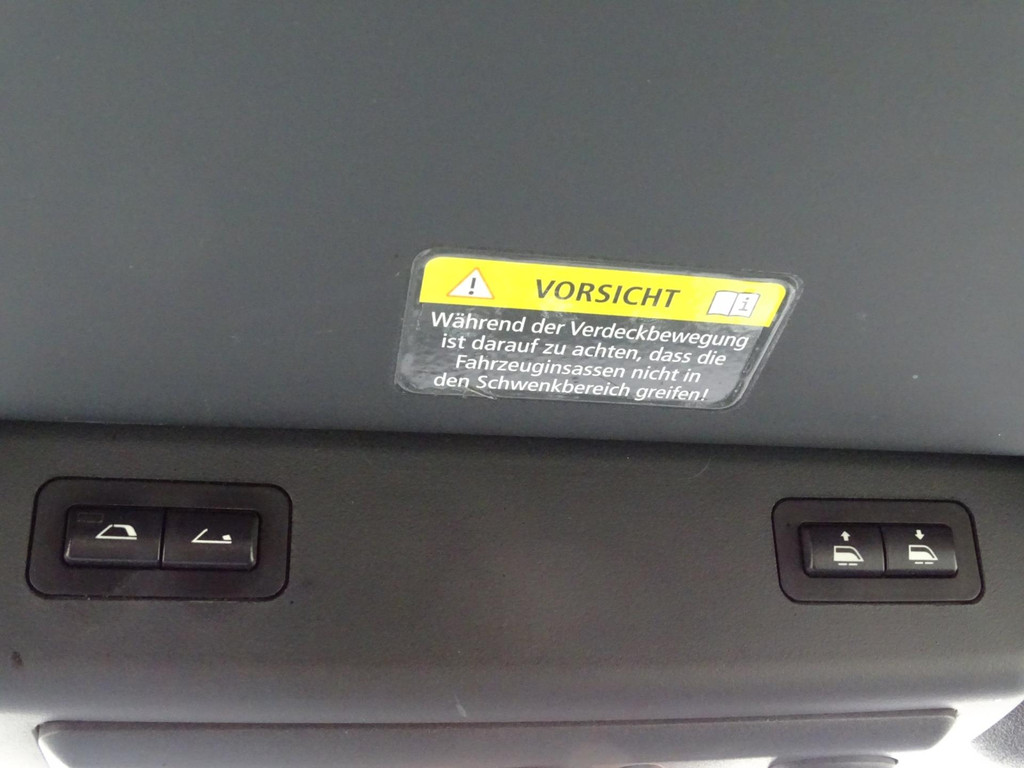 VORSICHT
Während der Verdeckbewegung
ist darauf zu achten, dass die
Fahrzeuginsassen nicht in
den Schwenkbereich greifen!